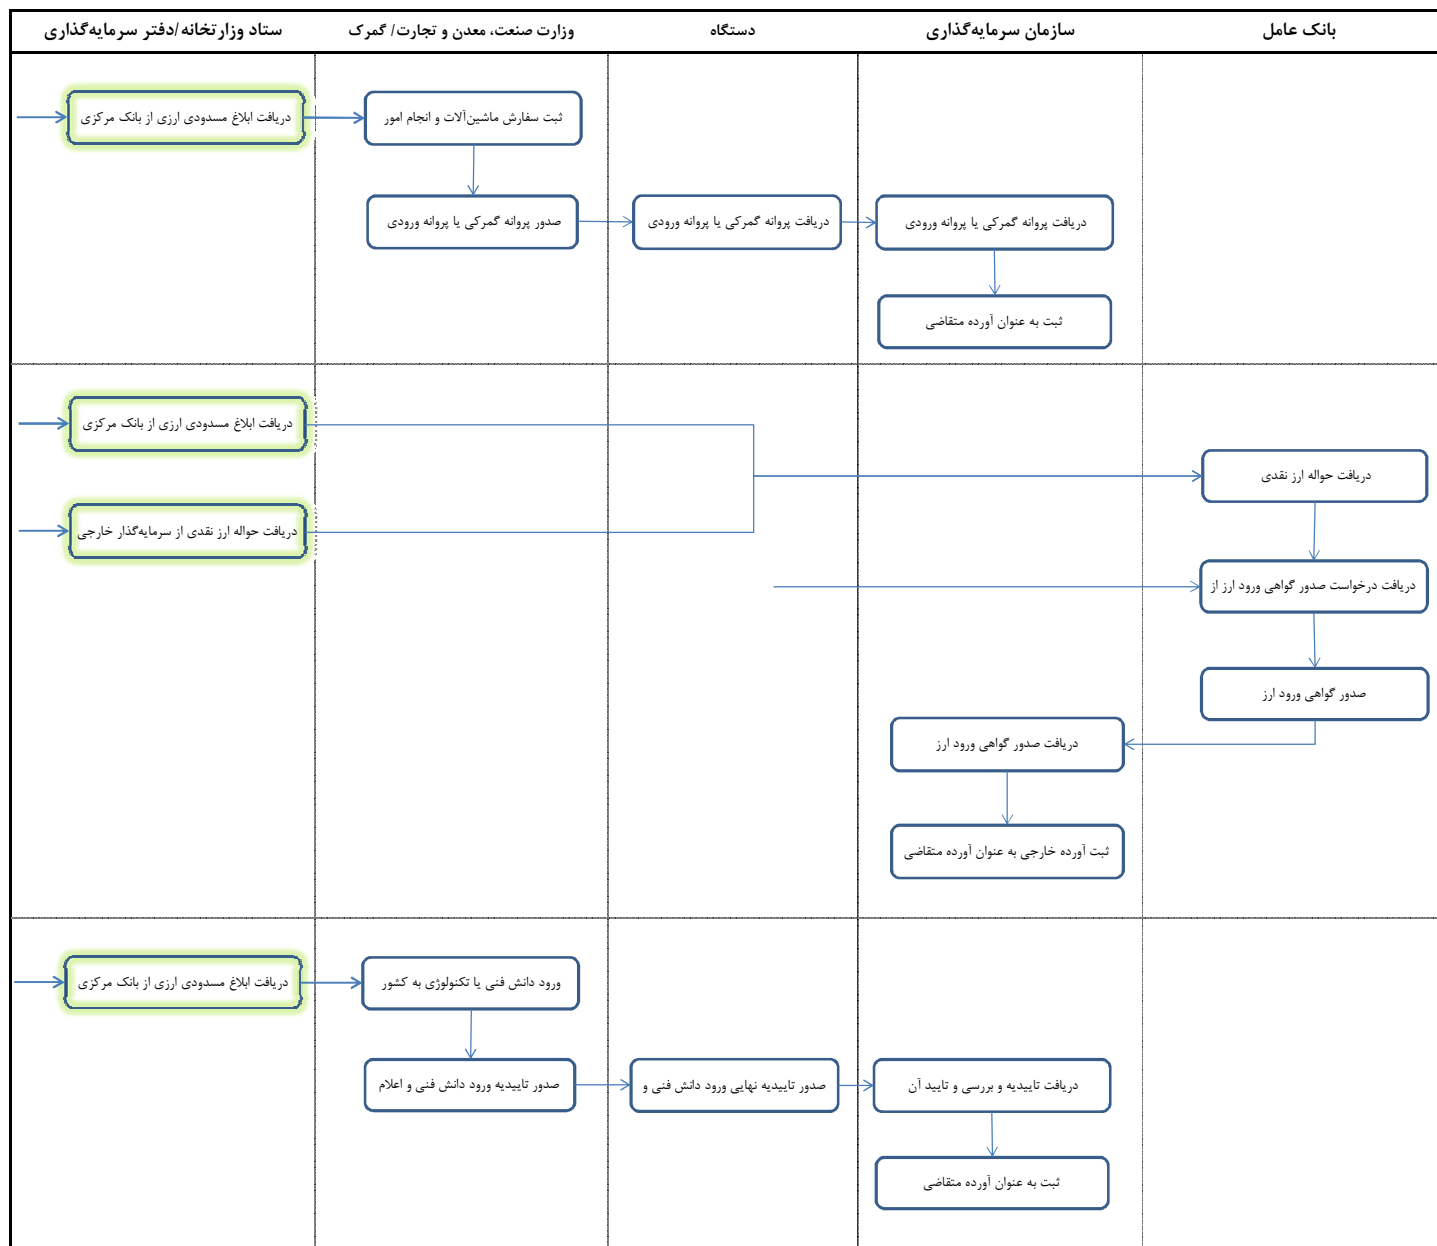 ستاد وزارتخانه/دفتر سرمایه‌گذاری
وزارت صنعت، معدن و تجارت/ گمرک
دستگاه
سازمان سرمایه‌گذاری
بانک عامل
دریافت ابلاغ مسدودی ارزی از بانک مرکزی
ثبت سفارش ماشین‌آلات و انجام امور
صدور پروانه گمرکی یا پروانه ورودی
دریافت پروانه گمرکی یا پروانه ورودی
دریافت پروانه گمرکی یا پروانه ورودی
ثبت به عنوان آورده متقاضی
دریافت ابلاغ مسدودی ارزی از بانک مرکزی
دریافت حواله ارز نقدی از سرمایه‌گذار خارجی
دریافت حواله ارز نقدی
دریافت درخواست صدور گواهی ورود ارز از
صدور گواهی ورود ارز
دریافت صدور گواهی ورود ارز
ثبت آورده خارجی به عنوان آورده متقاضی
دریافت ابلاغ مسدودی ارزی از بانک مرکزی
ورود دانش فنی یا تکنولوژی به کشور
صدور تاییدیه ورود دانش فنی و اعلام
صدور تاییدیه نهایی ورود دانش فنی و
دریافت تاییدیه و بررسی و تایید آن
ثبت به عنوان آورده متقاضی